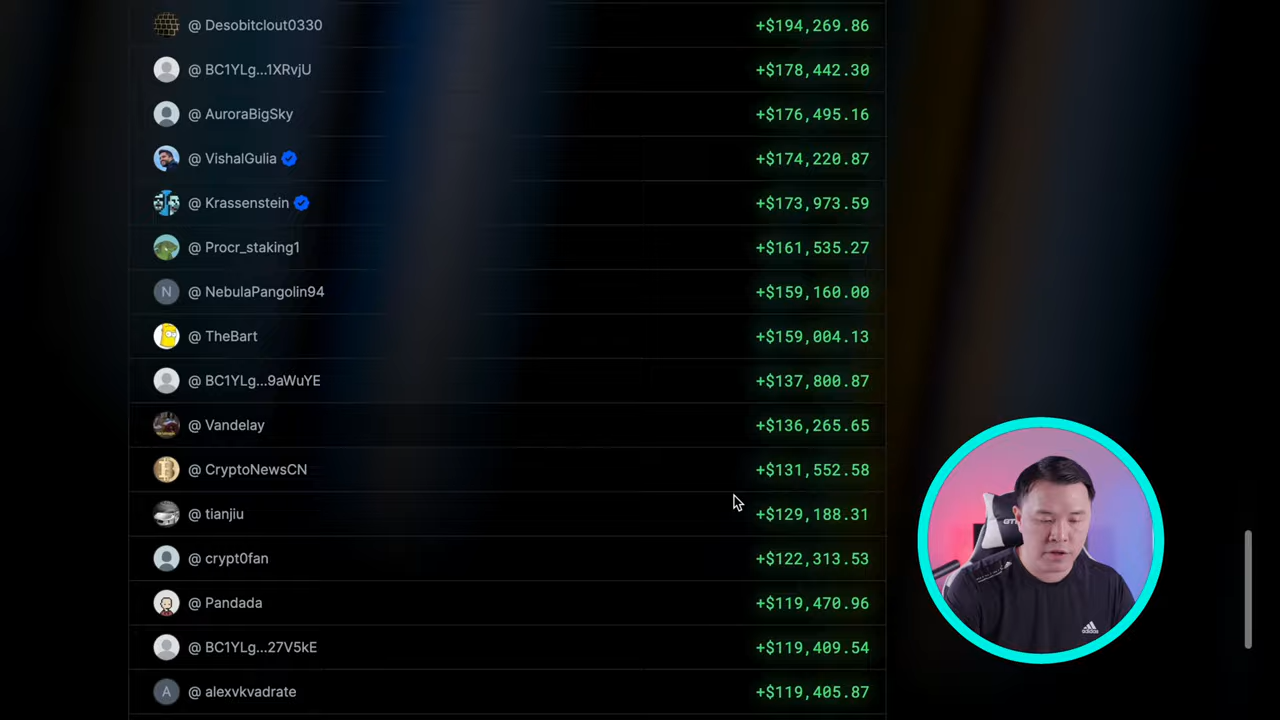 @ Desobitclout0330 +$194,269.86
@ BC1YLg...1XRvjU +$178,442.30
@ AuroraBigSky +$176,495.16
@ VishalGulia +$174,220.87
@ Krassenstein +$173,973.59
@ Procr_staking1 +$161,535.27
N @ NebulaPangolin94 +$159,160.00
@ TheBart +$159,004.13
@ BC1YLg...9aWuYE +$137,800.87
@ Vandelay +$136,265.65
@ CryptoNewsCN +$131,552.58
@ tianjiu +$129,188.31
@ crypt0fan +$122,313.53
@ Pandada +$119,470.96
@ BC1YLg...27V5kE +$119,409.54
A @ alexvkvadrate +$119,405.87
adidas